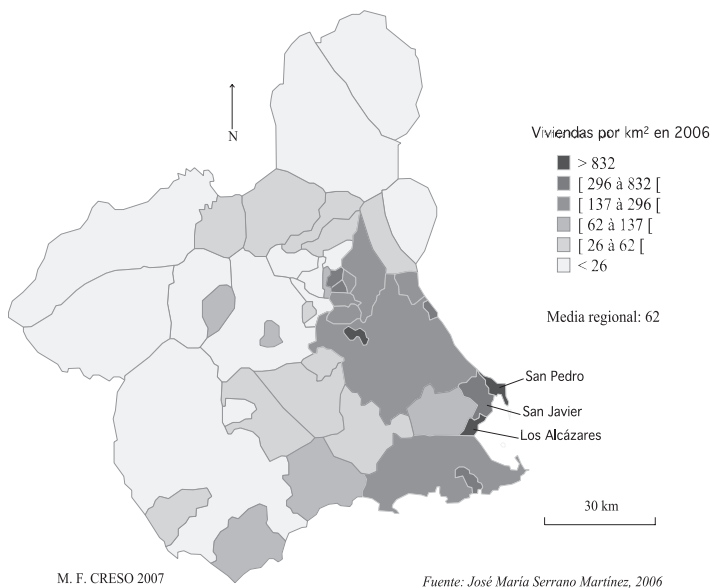 N
Viviendas por km² en 2006
> 832
[ 296 à 832 [
[ 137 à 296 [
[ 62 à 137 [
[ 26 à 62 [
< 26
Media regional: 62
San Pedro
San Javier
Los Alcázares
30 km
M. F. CRESO 2007
Fuente: José María Serrano Martínez, 2006